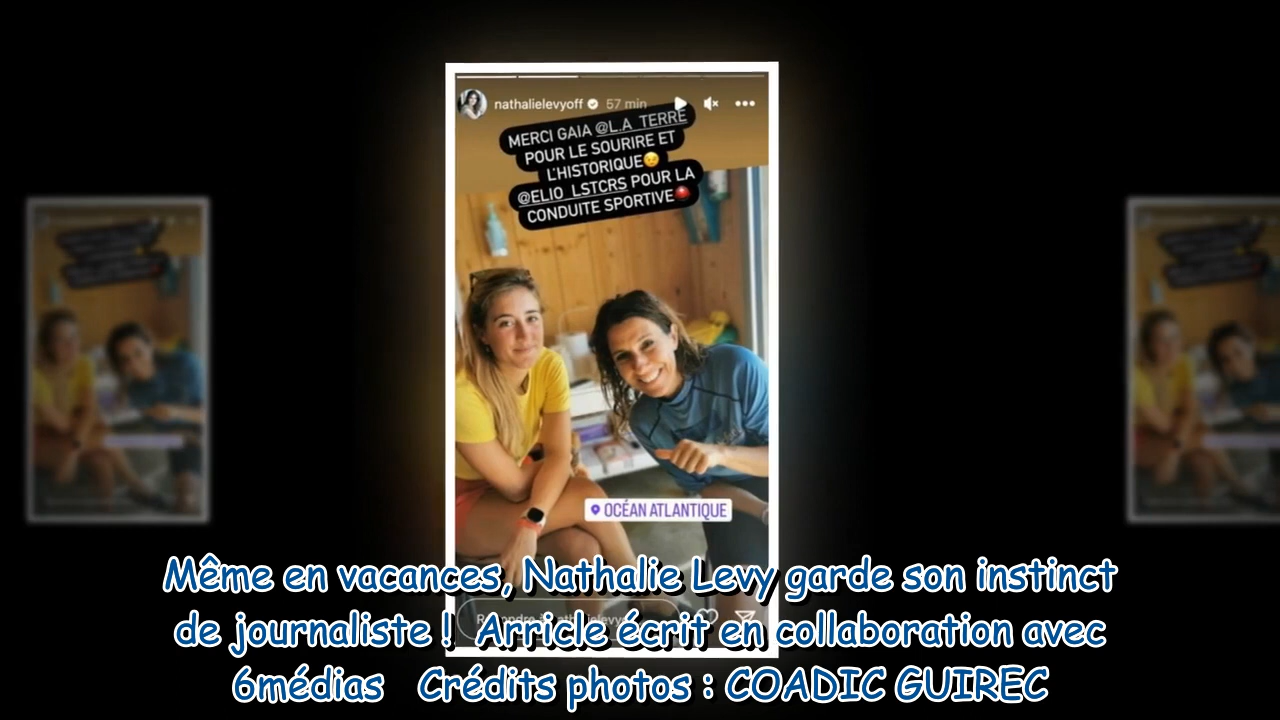 nathalielevyoff 57 min
MERCI GAIA @L.A_TERRE
POUR LE SOURIRE ET
L'HISTORIQUE😉
@ELIO_LSTCRS POUR LA
CONDUITE SPORTIVE🚨
OCÉAN ATLANTIQUE
Même en vacances, Nathalie Levy garde son instinct
de journaliste ! Arricle écrit en collaboration avec
6médias Crédits photos : COADIC GUIREC